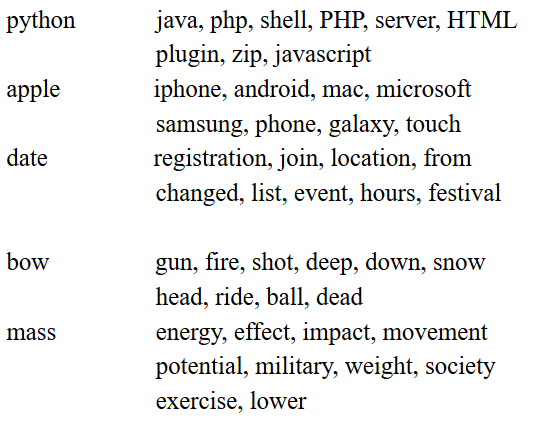 python java, php, shell, PHP, server, HTML
plugin, zip, javascript
apple iphone, android, mac, microsoft
samsung, phone, galaxy, touch
date registration, join, location, from
changed, list, event, hours, festival
bow gun, fire, shot, deep, down, snow
head, ride, ball, dead
mass energy, effect, impact, movement
potential, military, weight, society
exercise, lower